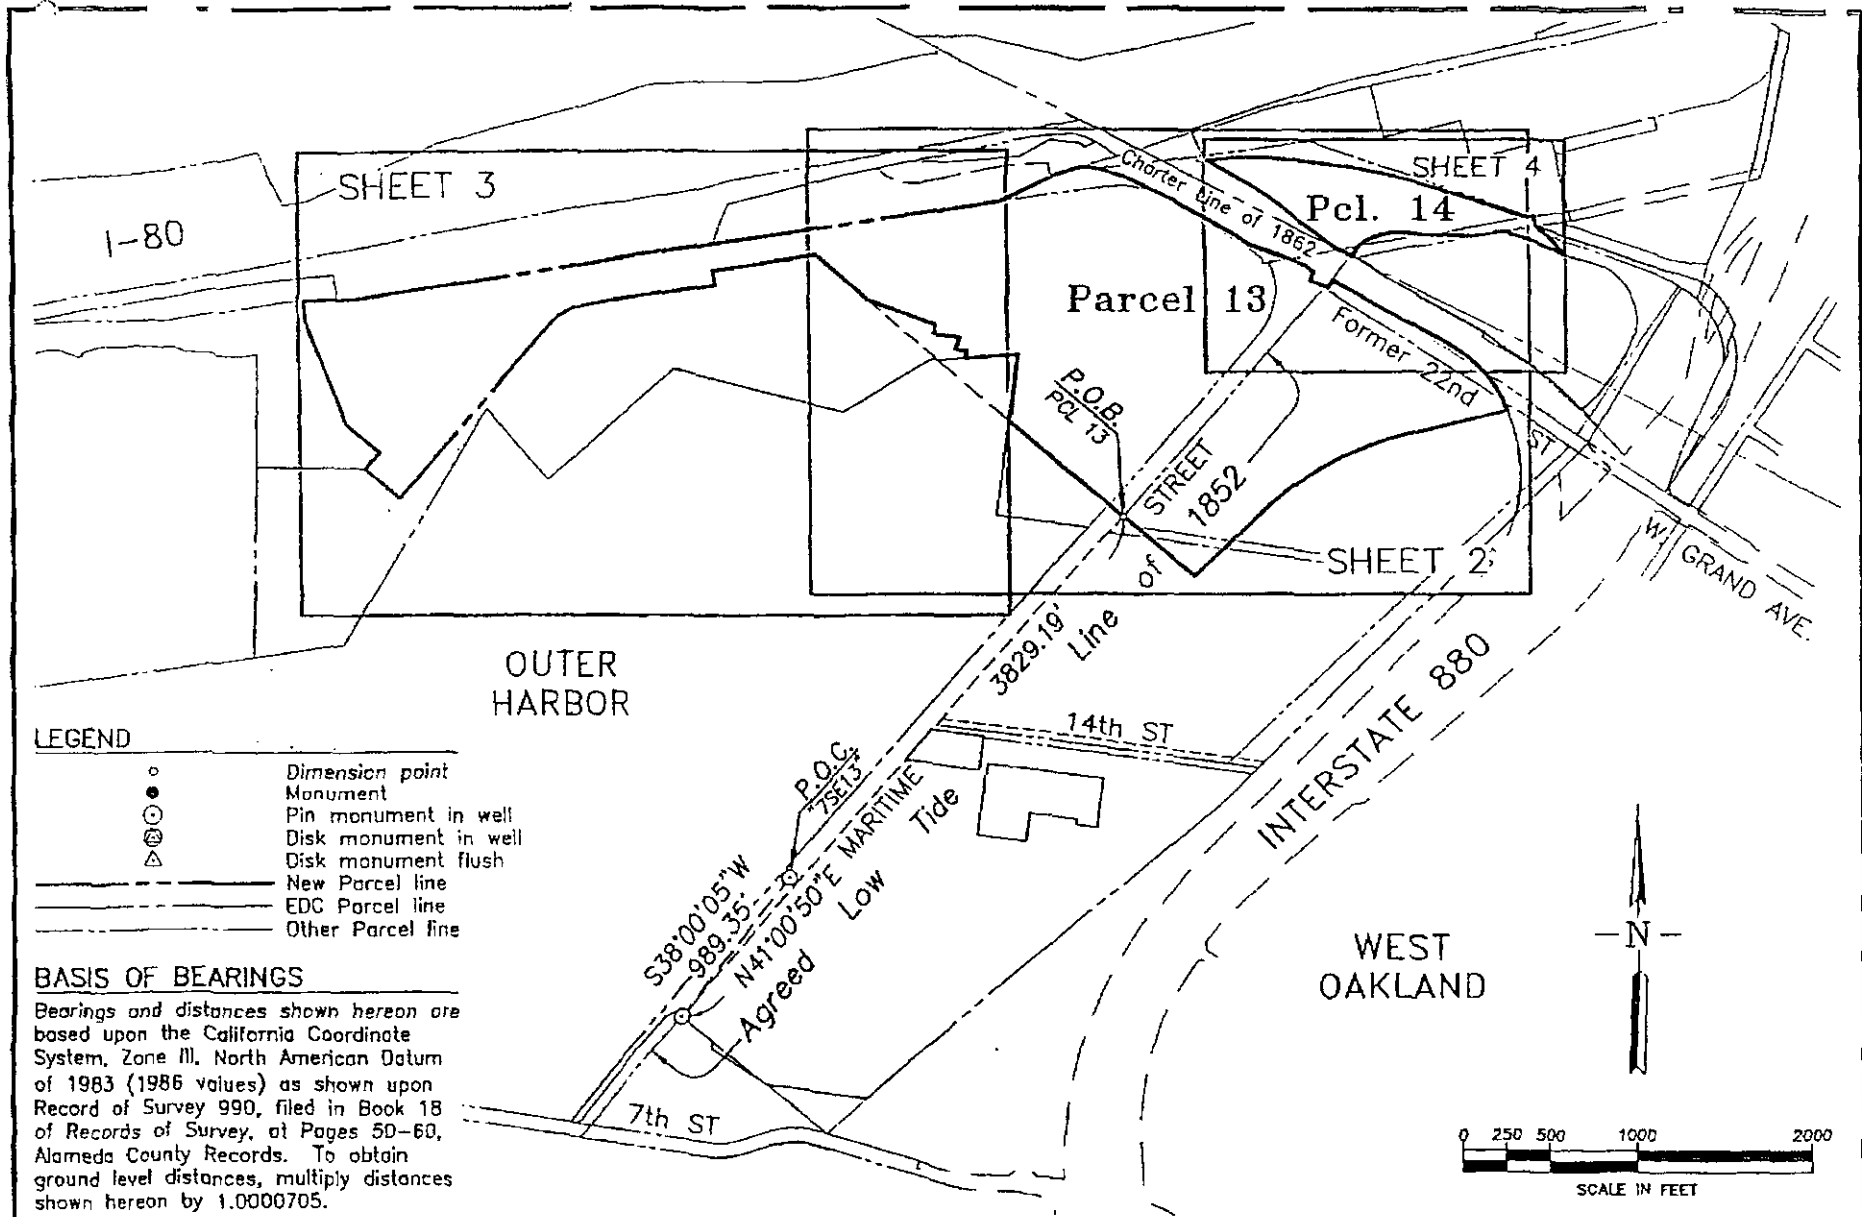 SHEET 3
I-80
Charter Line of 1862
SHEET 4
Pcl. 14
Parcel 13
Former 22nd ST
P.O.B.
PCL 13
STREET
1852
SHEET 2
W. GRAND AVE.
of
Line
3829.19'
OUTER
HARBOR
14th ST
INTERSTATE 880
P.O.C.
"7SE13"
MARITIME
Tide
Low
Agreed
S38°00'05"W
989.35'
N41°00'50"E
WEST
OAKLAND
N
7th ST
LEGEND
Dimension point
Monument
Pin monument in well
Disk monument in well
Disk monument flush
New Parcel line
EDC Parcel line
Other Parcel line
BASIS OF BEARINGS
Bearings and distances shown hereon are
based upon the California Coordinate
System, Zone III, North American Datum
of 1983 (1986 values) as shown upon
Record of Survey 990, filed in Book 18
of Records of Survey, at Pages 50-60,
Alameda County Records. To obtain
ground level distances, multiply distances
shown hereon by 1.0000705.
0 250 500 1000 2000
SCALE IN FEET